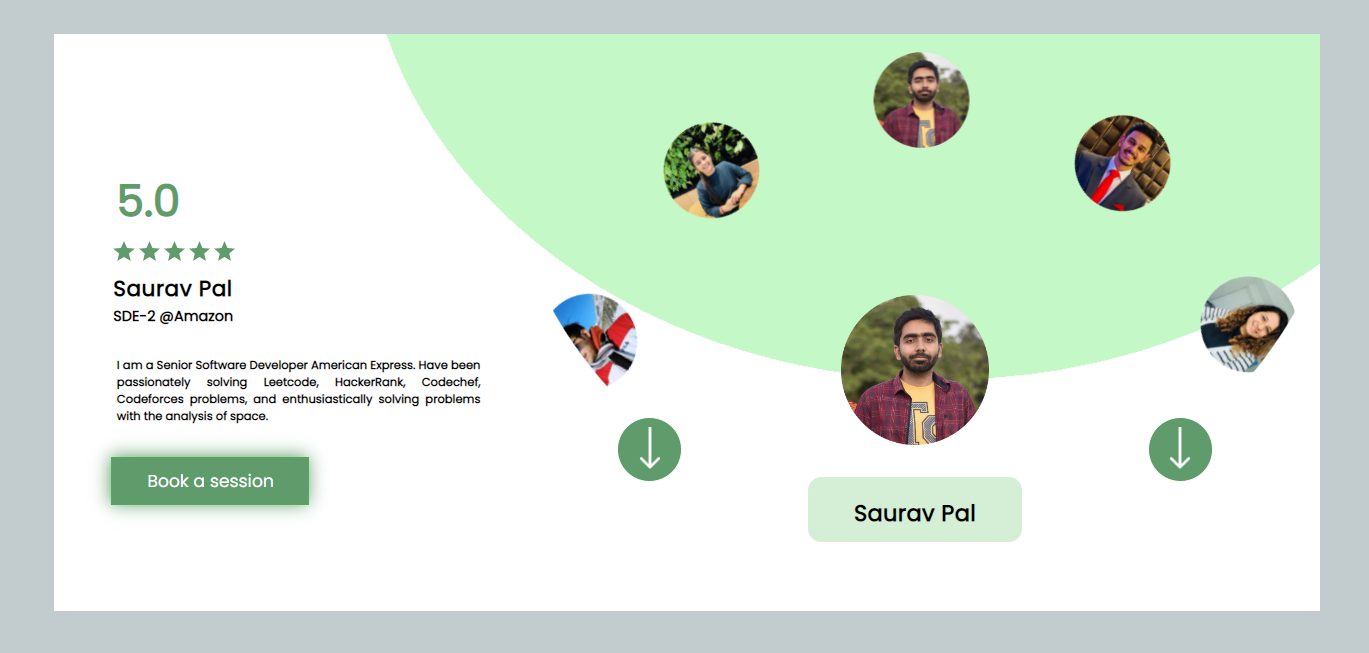 5.0
Saurav Pal
SDE-2 @Amazon
I am a Senior Software Developer American Express. Have been
passionately solving Leetcode, HackerRank, Codechef,
Codeforces problems, and enthusiastically solving problems
with the analysis of space.
Book a session
Saurav Pal